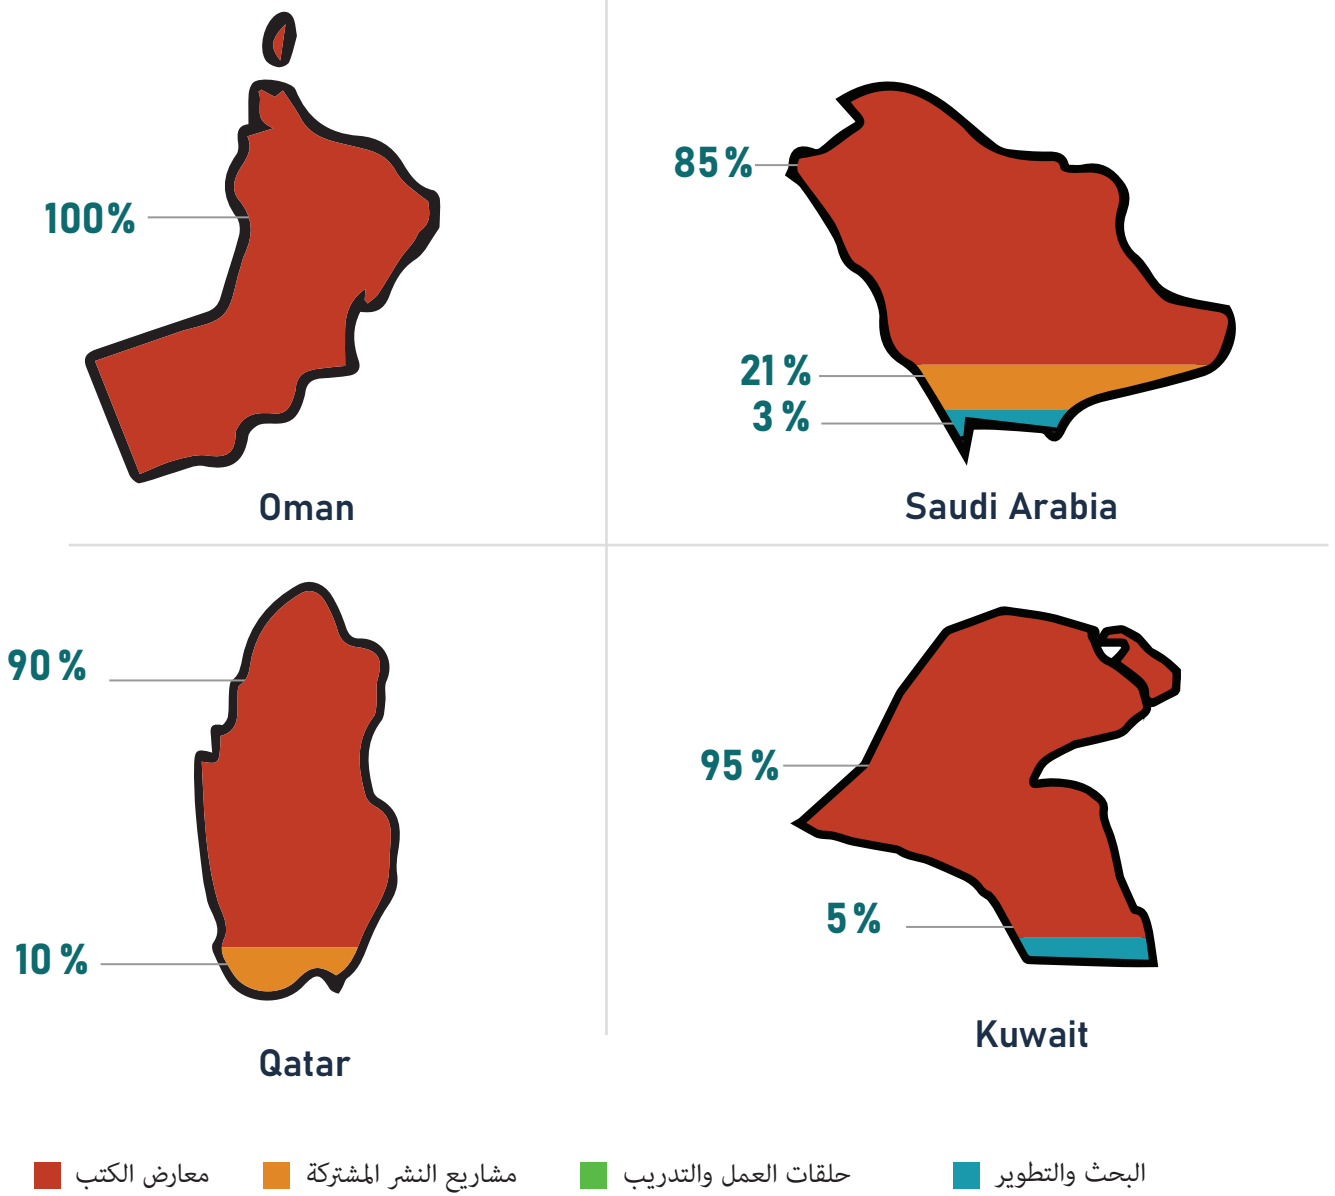 100%
Oman
85%
21%
3%
Saudi Arabia
90%
10%
Qatar
95%
5%
Kuwait
معارض الكتب
مشاريع النشر المشتركة
حلقات العمل والتدريب
البحث والتطوير